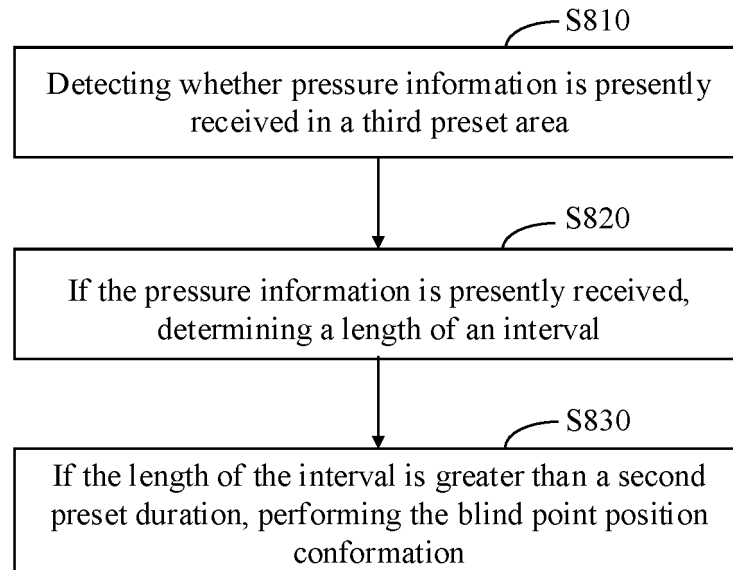 S810
Detecting whether pressure information is presently
received in a third preset area
S820
If the pressure information is presently received,
determining a length of an interval
S830
If the length of the interval is greater than a second
preset duration, performing the blind point position
conformation